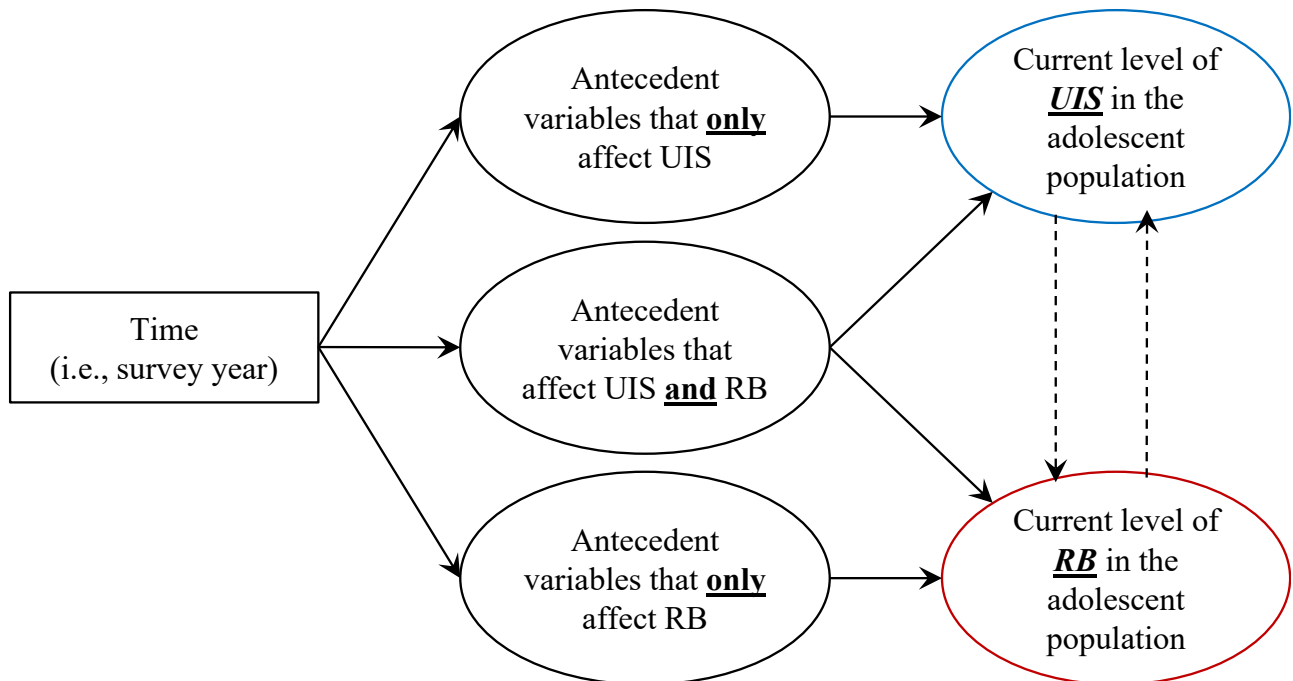 Antecedent
variables that only
affect UIS
Current level of
UIS in the
adolescent
population
Time
(i.e., survey year)
Antecedent
variables that
affect UIS and RB
Antecedent
variables that only
affect RB
Current level of
RB in the
adolescent
population